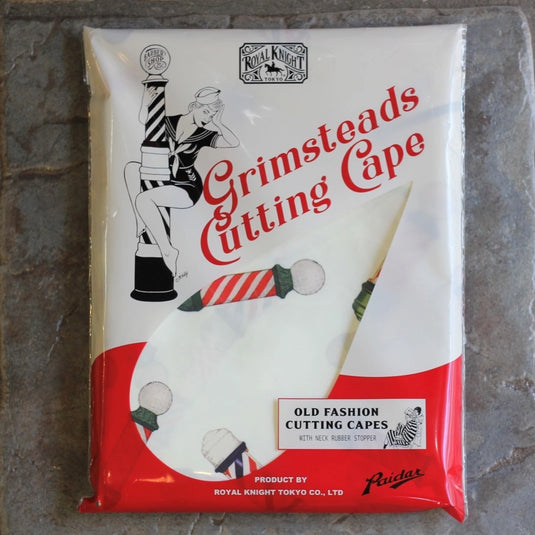 BARBER
SHOP
ROYAL KNIGHT
TOKYO
Grimsteads
Cutting Cape
OLD FASHION
CUTTING CAPES
WITH NECK RUBBER STOPPER
PRODUCT BY
ROYAL KNIGHT TOKYO CO., LTD
Paidar